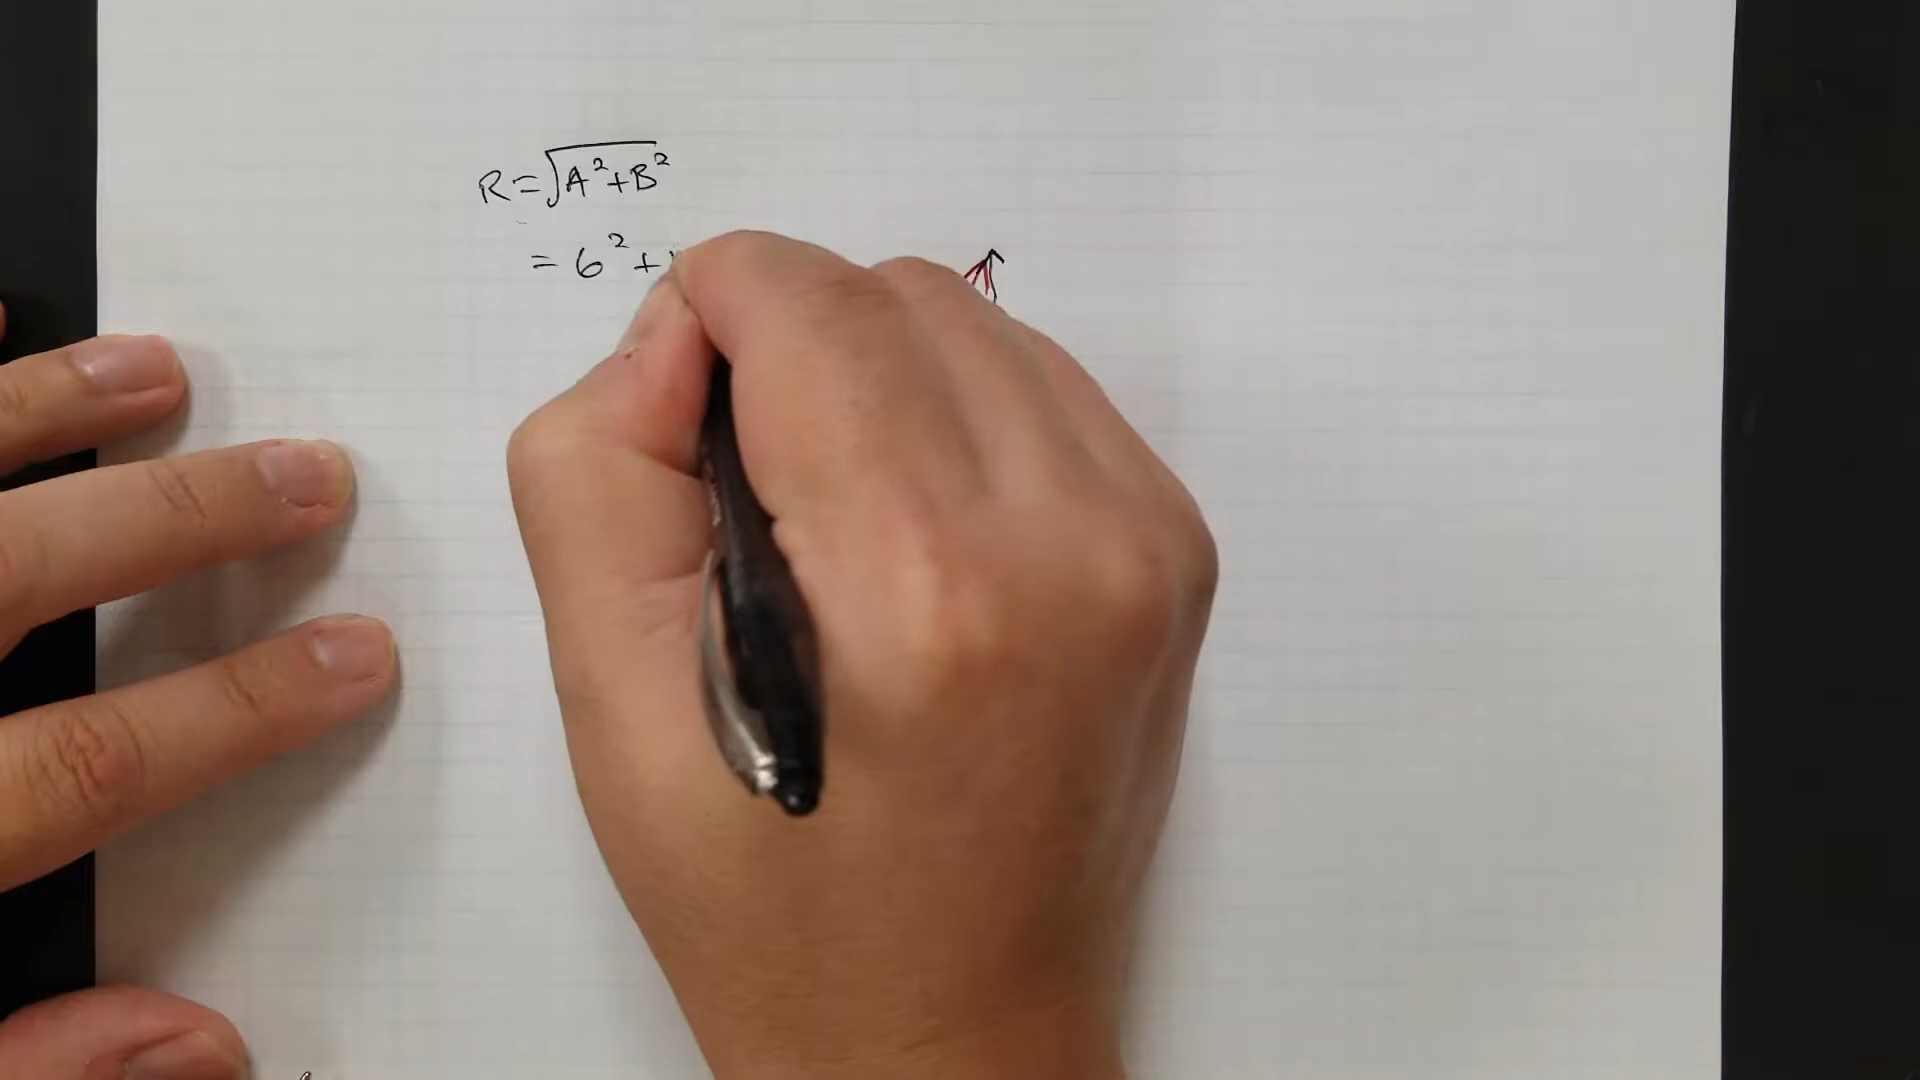 R = √A²+B²
= 6² +